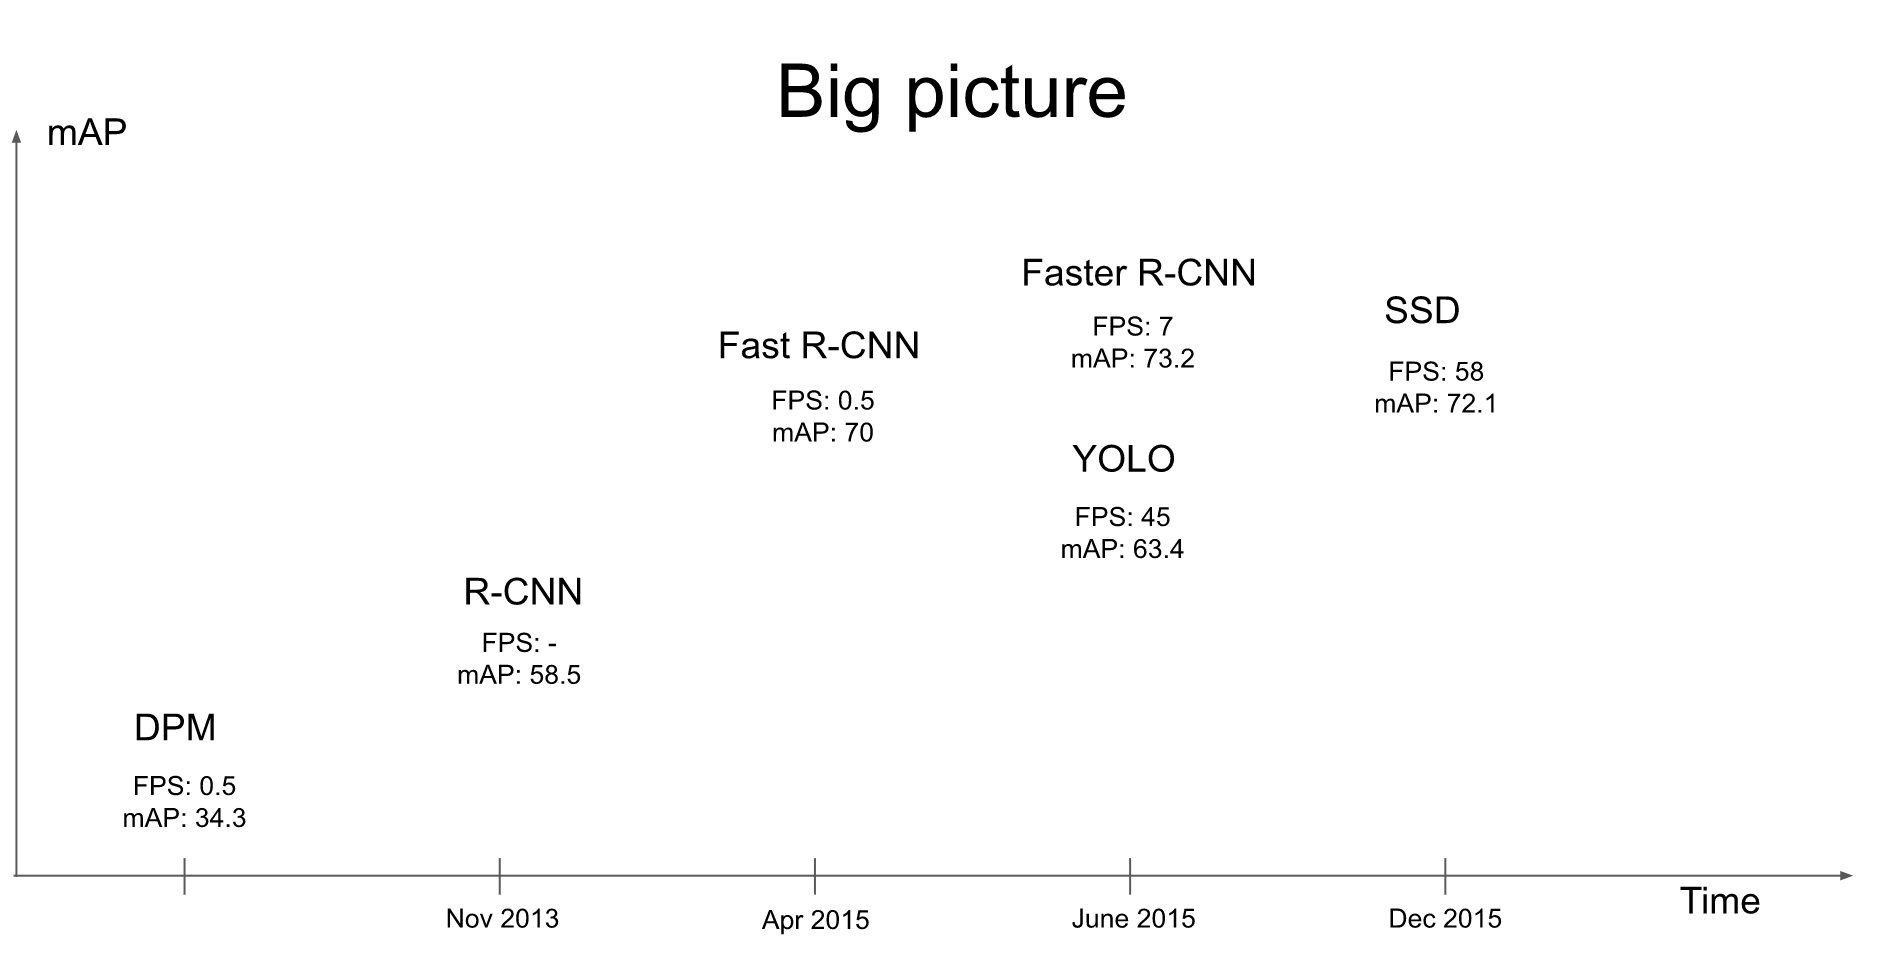 Big picture
mAP
Faster R-CNN
FPS: 7
mAP: 73.2
SSD
FPS: 58
mAP: 72.1
Fast R-CNN
FPS: 0.5
mAP: 70
YOLO
FPS: 45
mAP: 63.4
R-CNN
FPS: -
mAP: 58.5
DPM
FPS: 0.5
mAP: 34.3
Nov 2013
Apr 2015
June 2015
Dec 2015
Time